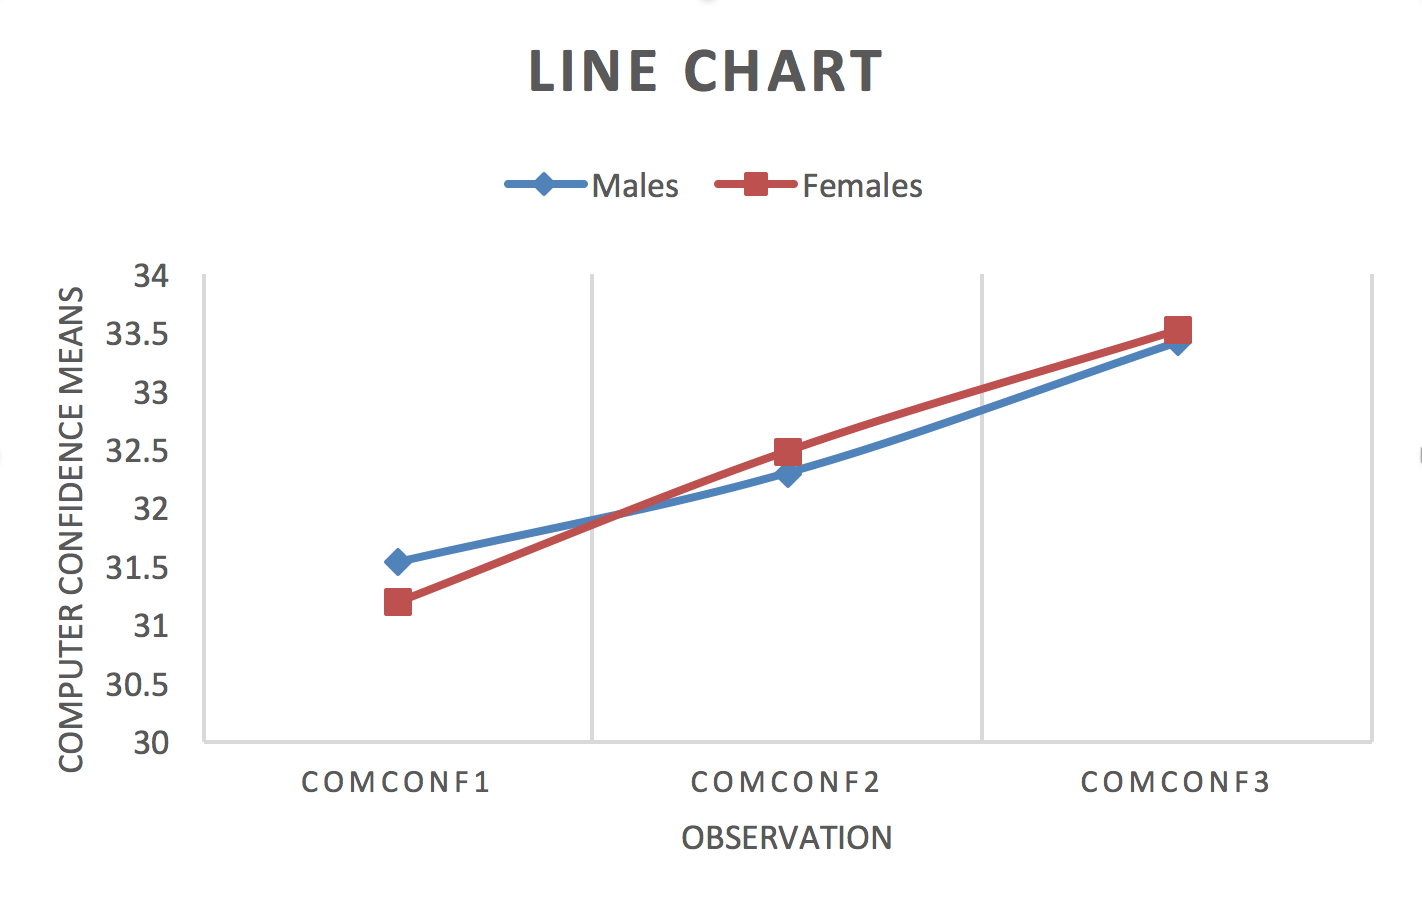 LINE CHART
Males Females
COMPUTER CONFIDENCE MEANS
34
33.5
33
32.5
32
31.5
31
30.5
30
COMCONF1 COMCONF2 COMCONF3
OBSERVATION